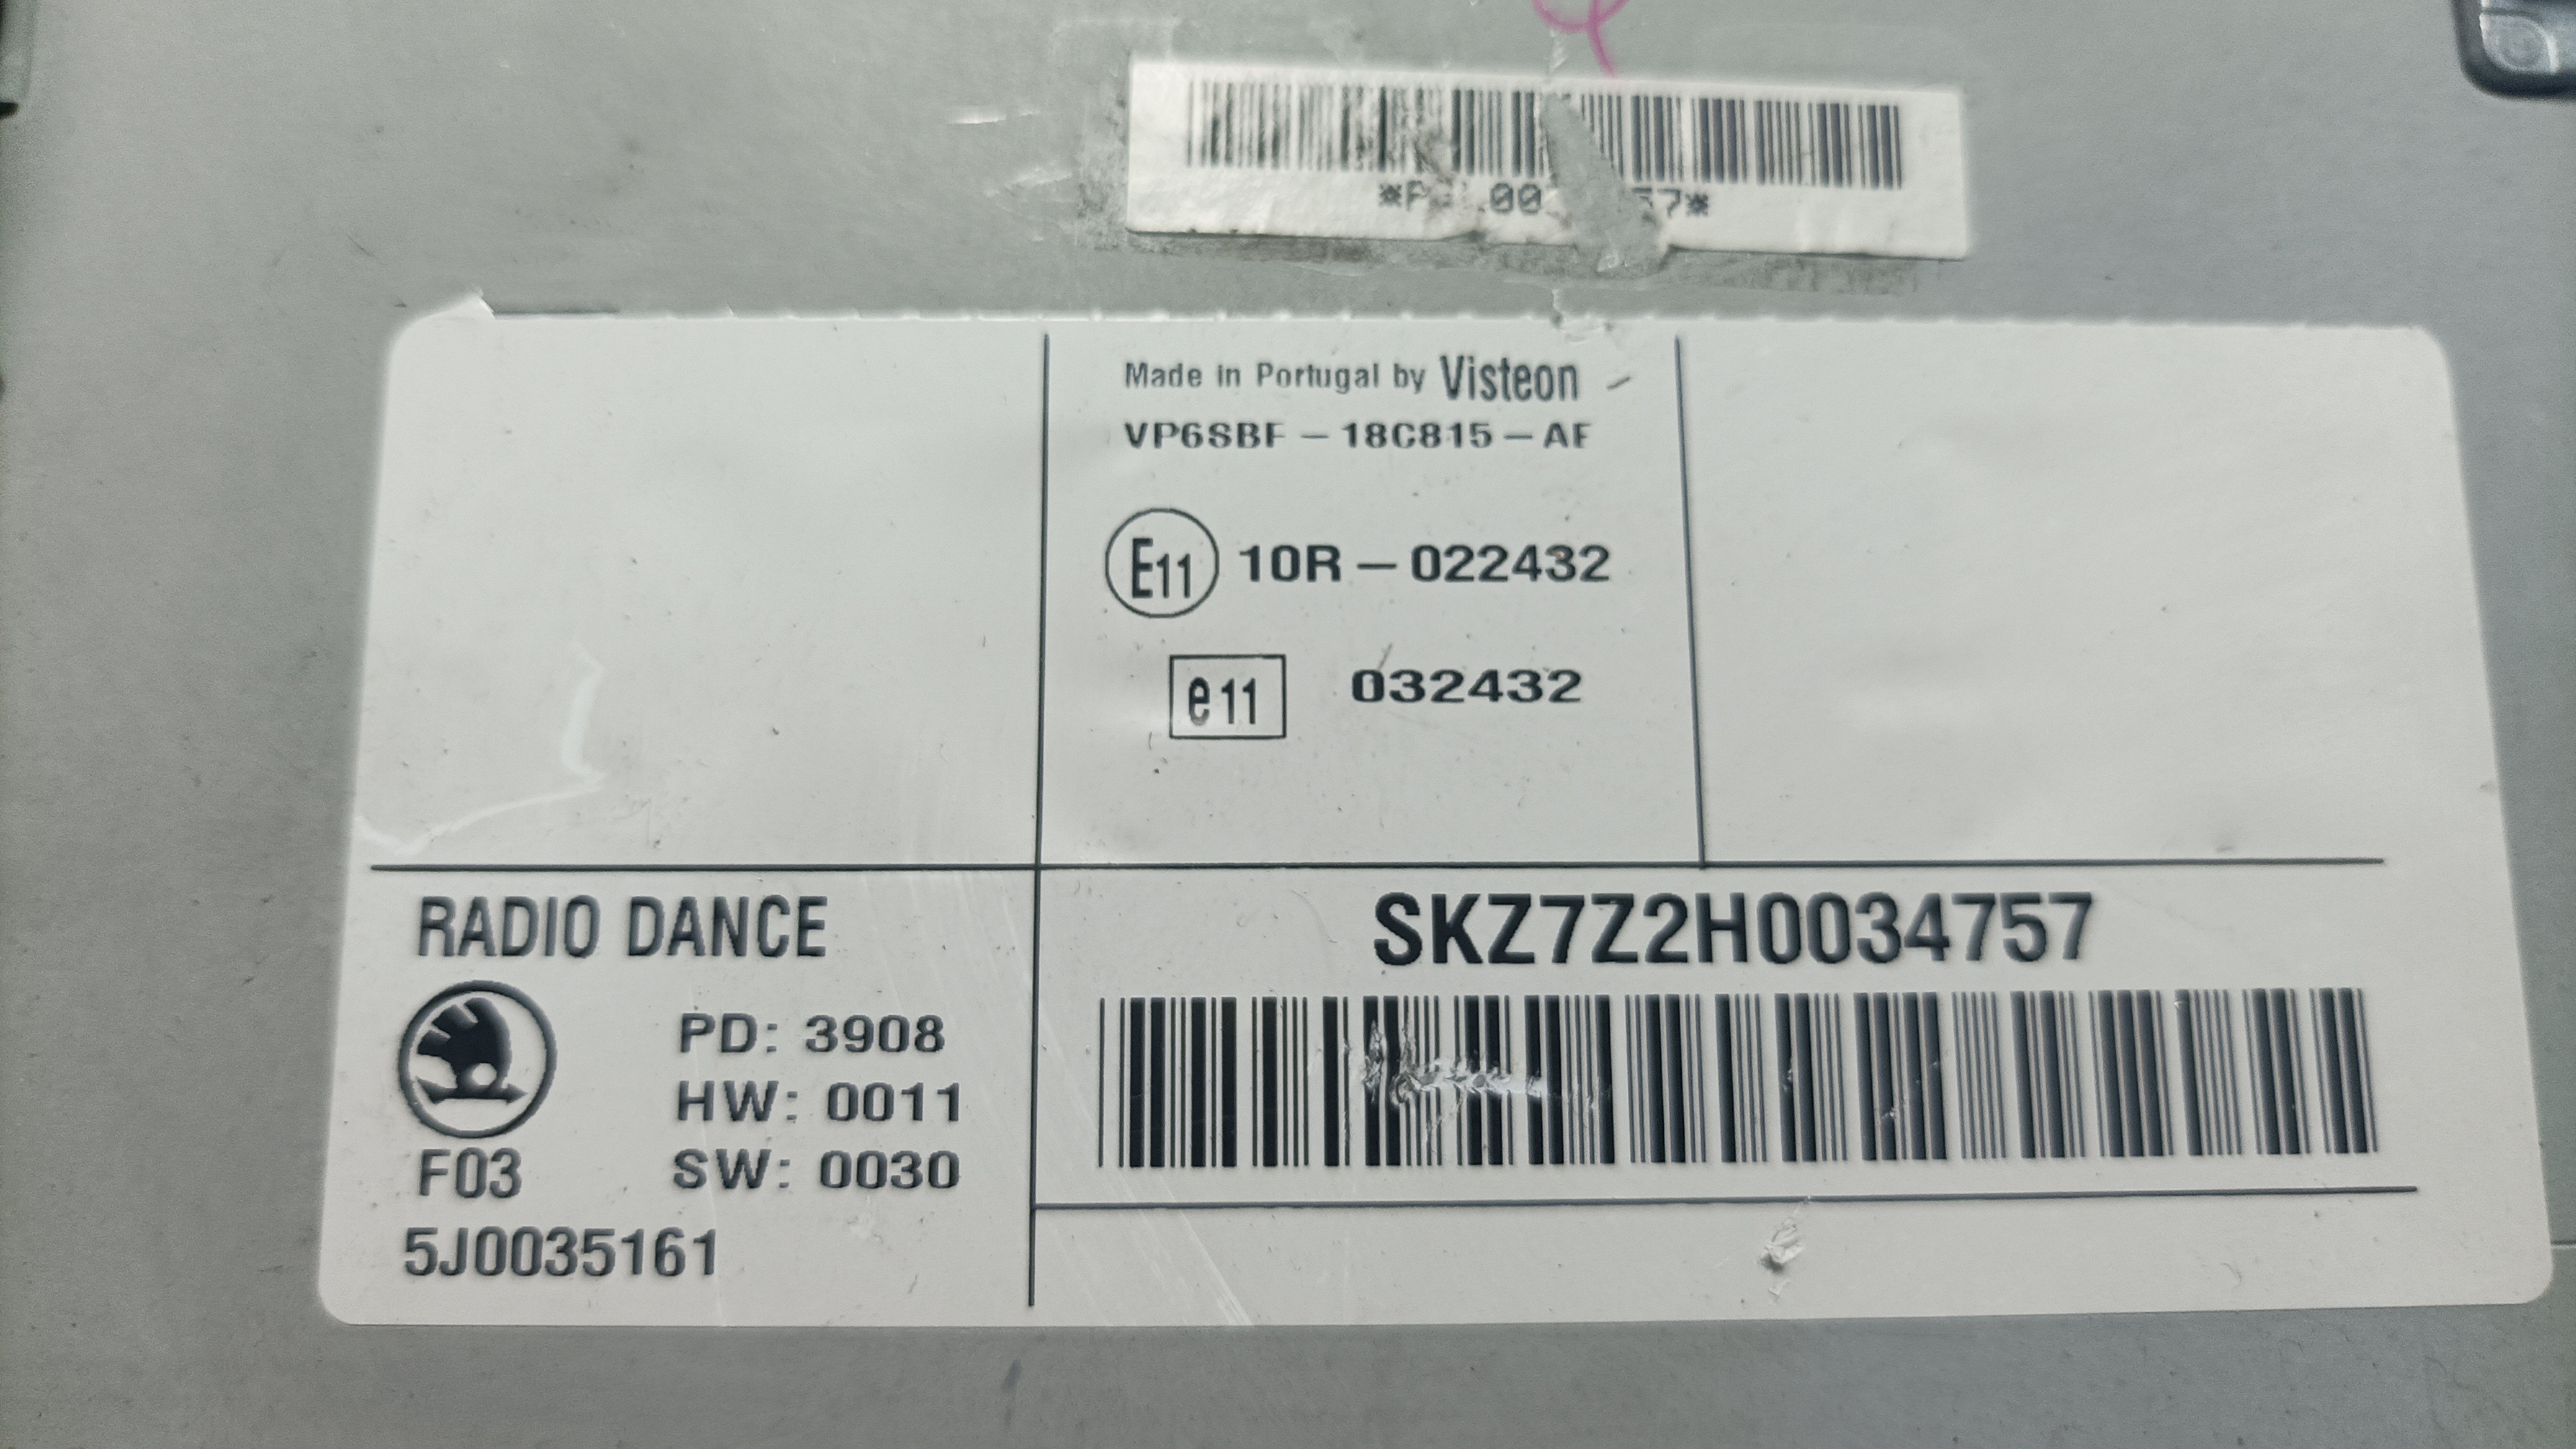 Made in Portugal by Visteon
VP6SBF – 18C815 – AF
E11 10R – 022432
e11 032432
RADIO DANCE
SKZ7Z2H0034757
PD: 3908
HW: 0011
F03
SW: 0030
5J0035161